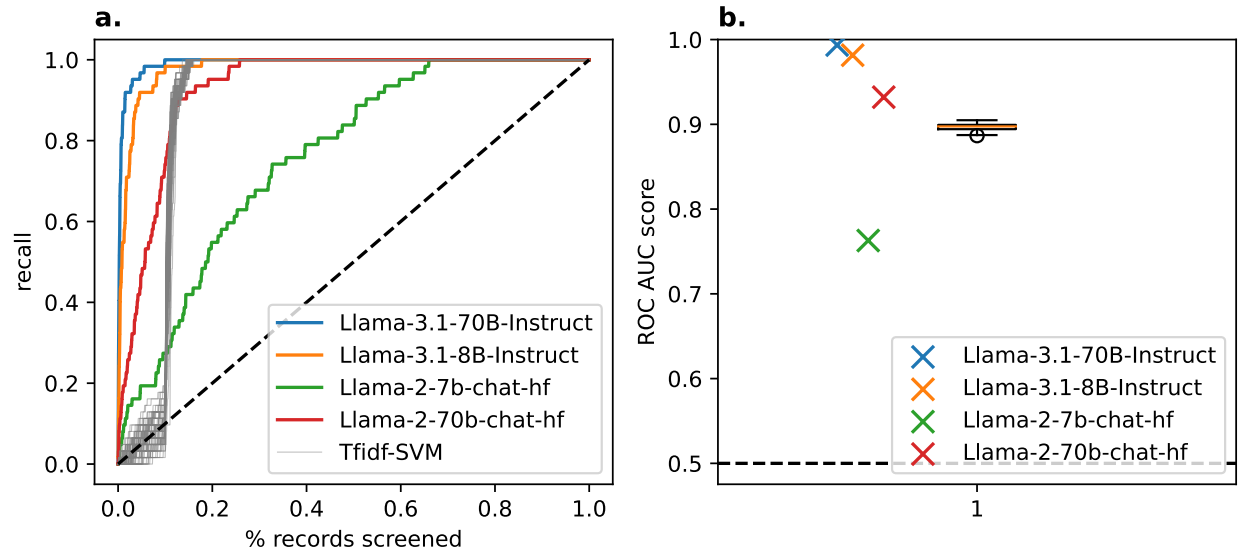 a.
recall
1.0
0.8
0.6
0.4
0.2
0.0
0.0 0.2 0.4 0.6 0.8 1.0
% records screened
Llama-3.1-70B-Instruct
Llama-3.1-8B-Instruct
Llama-2-7b-chat-hf
Llama-2-70b-chat-hf
Tfidf-SVM
b.
ROC AUC score
1.0
0.9
0.8
0.7
0.6
0.5
1
Llama-3.1-70B-Instruct
Llama-3.1-8B-Instruct
Llama-2-7b-chat-hf
Llama-2-70b-chat-hf